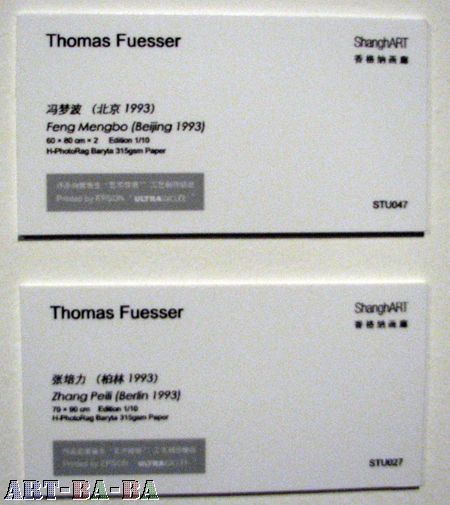 Thomas Fuesser
ShanghART
香格纳画廊
冯梦波 （北京 1993）
Feng Mengbo (Beijing 1993)
60 × 80 cm × 2 Edition 1/10
H-PhotoRag Baryta 315gsm Paper
Printed by EPSON "ULTRAGICLEE"
STU047
Thomas Fuesser
ShanghART
香格纳画廊
张培力 （柏林 1993）
Zhang Peili (Berlin 1993)
70 × 90 cm Edition 1/10
H-PhotoRag Baryta 315gsm Paper
Printed by EPSON
STU027
ART-BA-BA